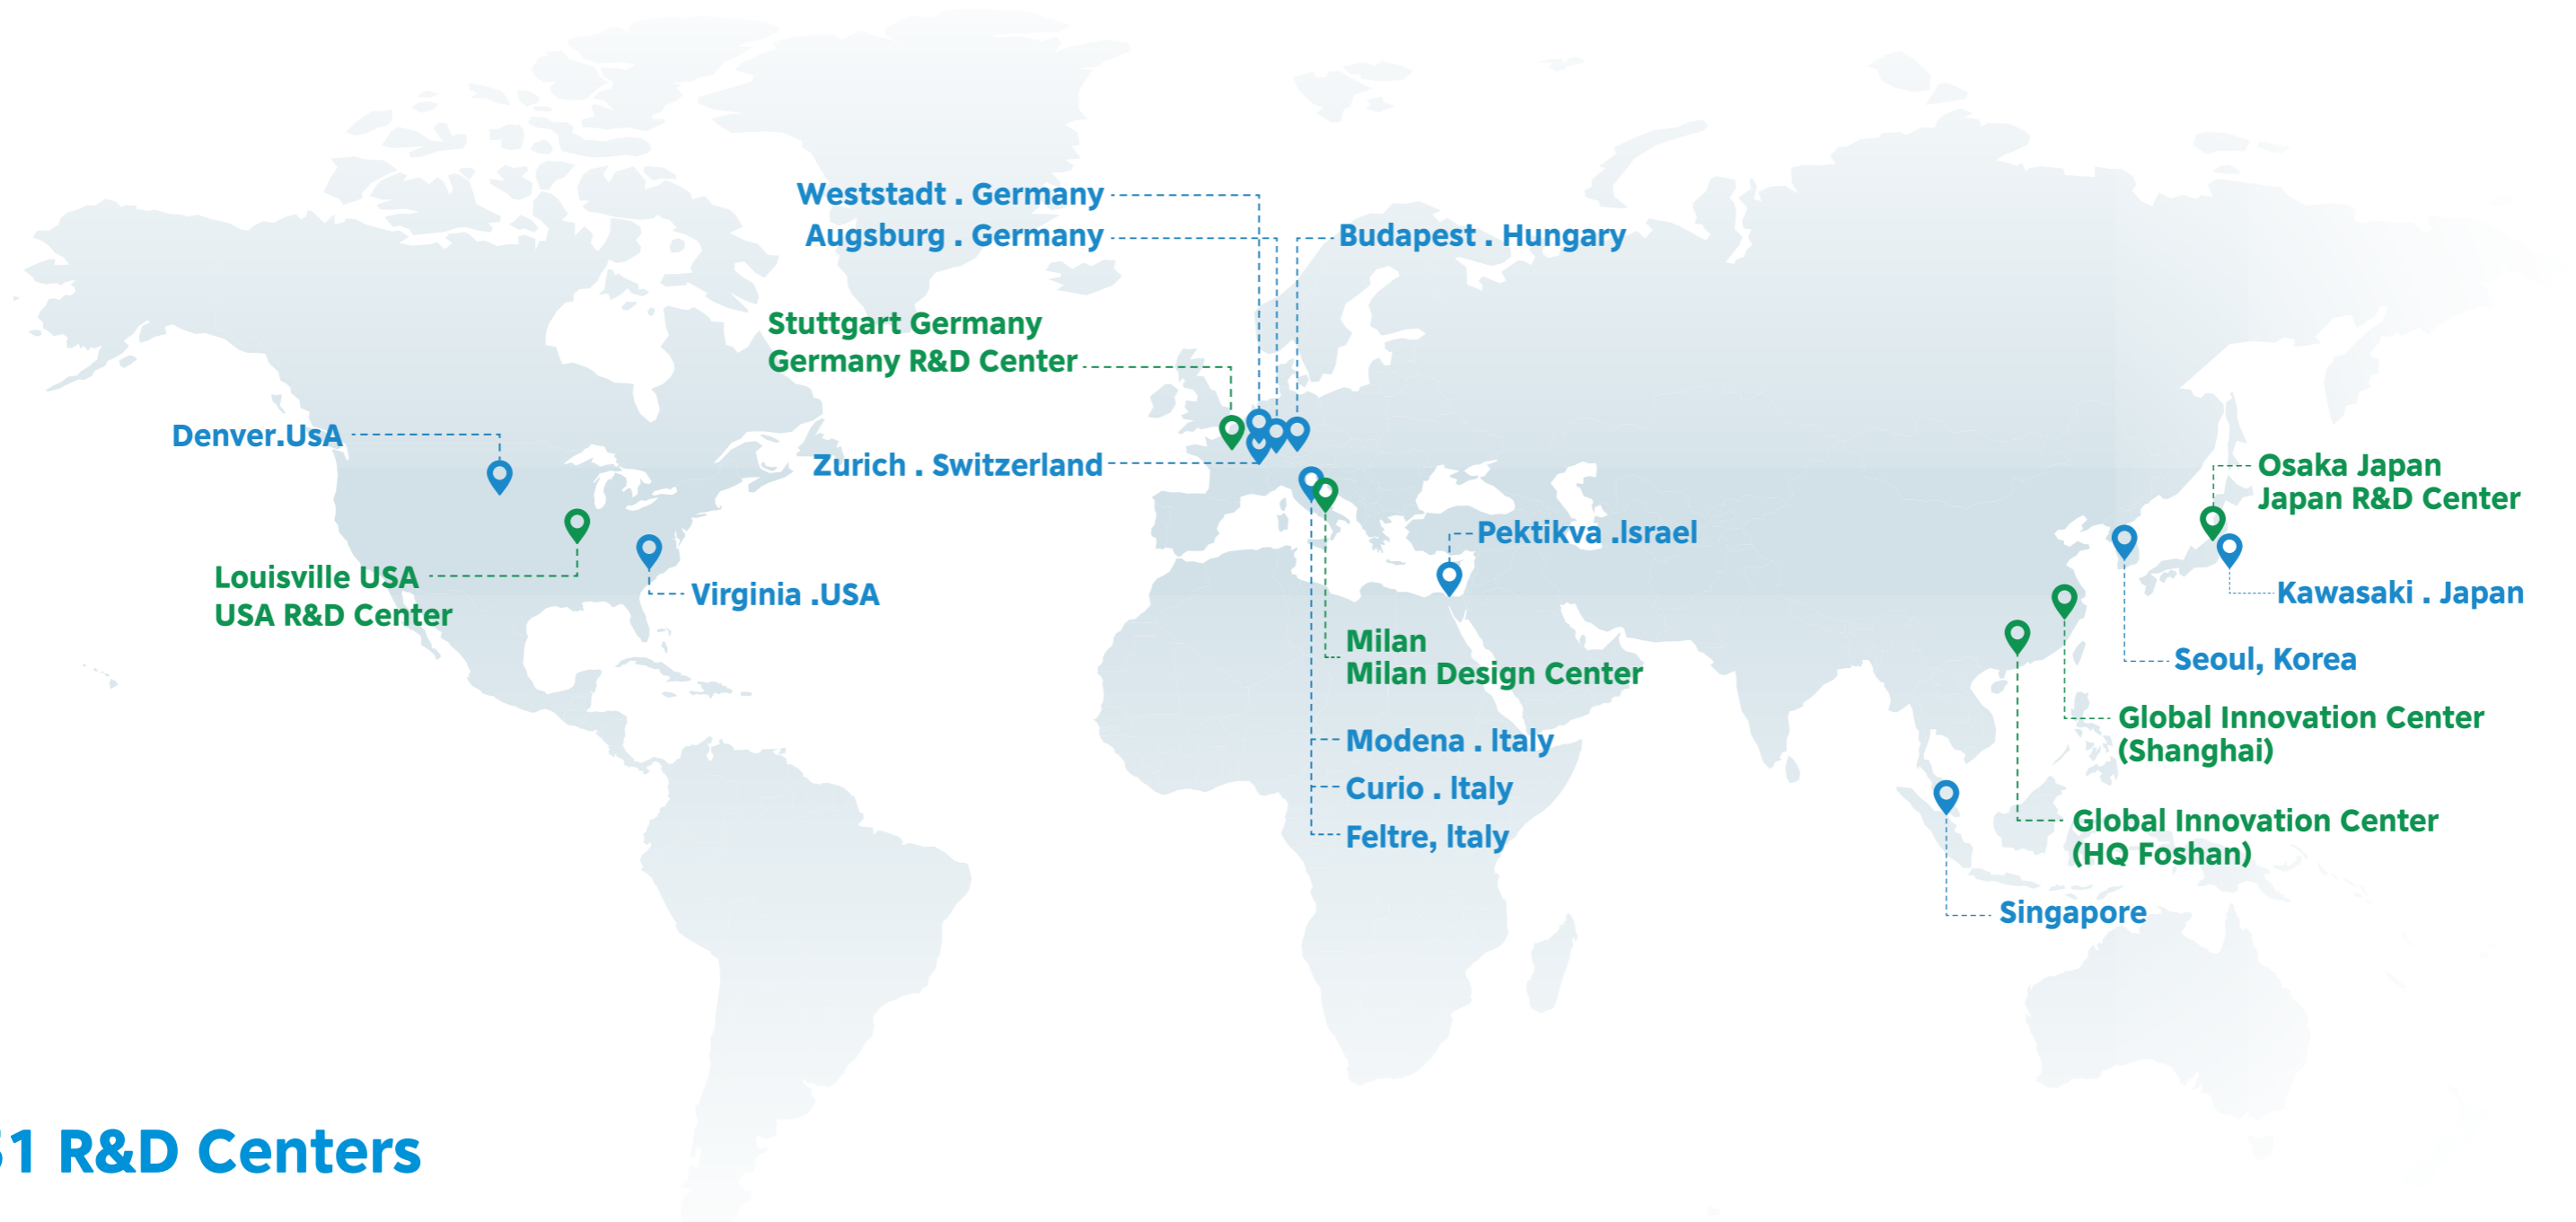 Weststadt . Germany
Augsburg . Germany
Budapest . Hungary
Stuttgart Germany
Germany R&D Center
Denver.UsA
Zurich . Switzerland
Osaka Japan
Japan R&D Center
Pektikva .Israel
Louisville USA
USA R&D Center
Virginia .USA
Kawasaki . Japan
Milan
Milan Design Center
Seoul, Korea
Global Innovation Center
(Shanghai)
Modena . Italy
Curio . Italy
Feltre, Italy
Global Innovation Center
(HQ Foshan)
Singapore
1 R&D Centers